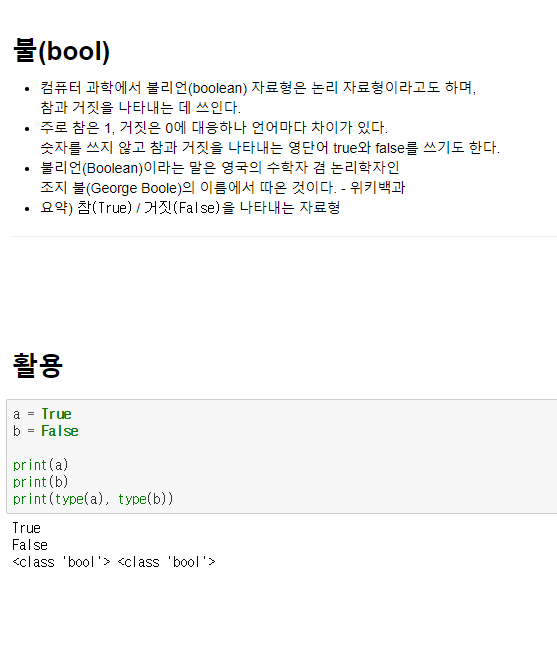 불(bool)
컴퓨터 과학에서 불리언(boolean) 자료형은 논리 자료형이라고도 하며,
참과 거짓을 나타내는 데 쓰인다.
주로 참은 1, 거짓은 0에 대응하나 언어마다 차이가 있다.
숫자를 쓰지 않고 참과 거짓을 나타내는 영단어 true와 false를 쓰기도 한다.
불리언(Boolean)이라는 말은 영국의 수학자 겸 논리학자인
조지 불(George Boole)의 이름에서 따온 것이다. - 위키백과
요약) 참(True) / 거짓(False)을 나타내는 자료형
활용
a = True
b = False
print(a)
print(b)
print(type(a), type(b))
True
False
<class 'bool'> <class 'bool'>